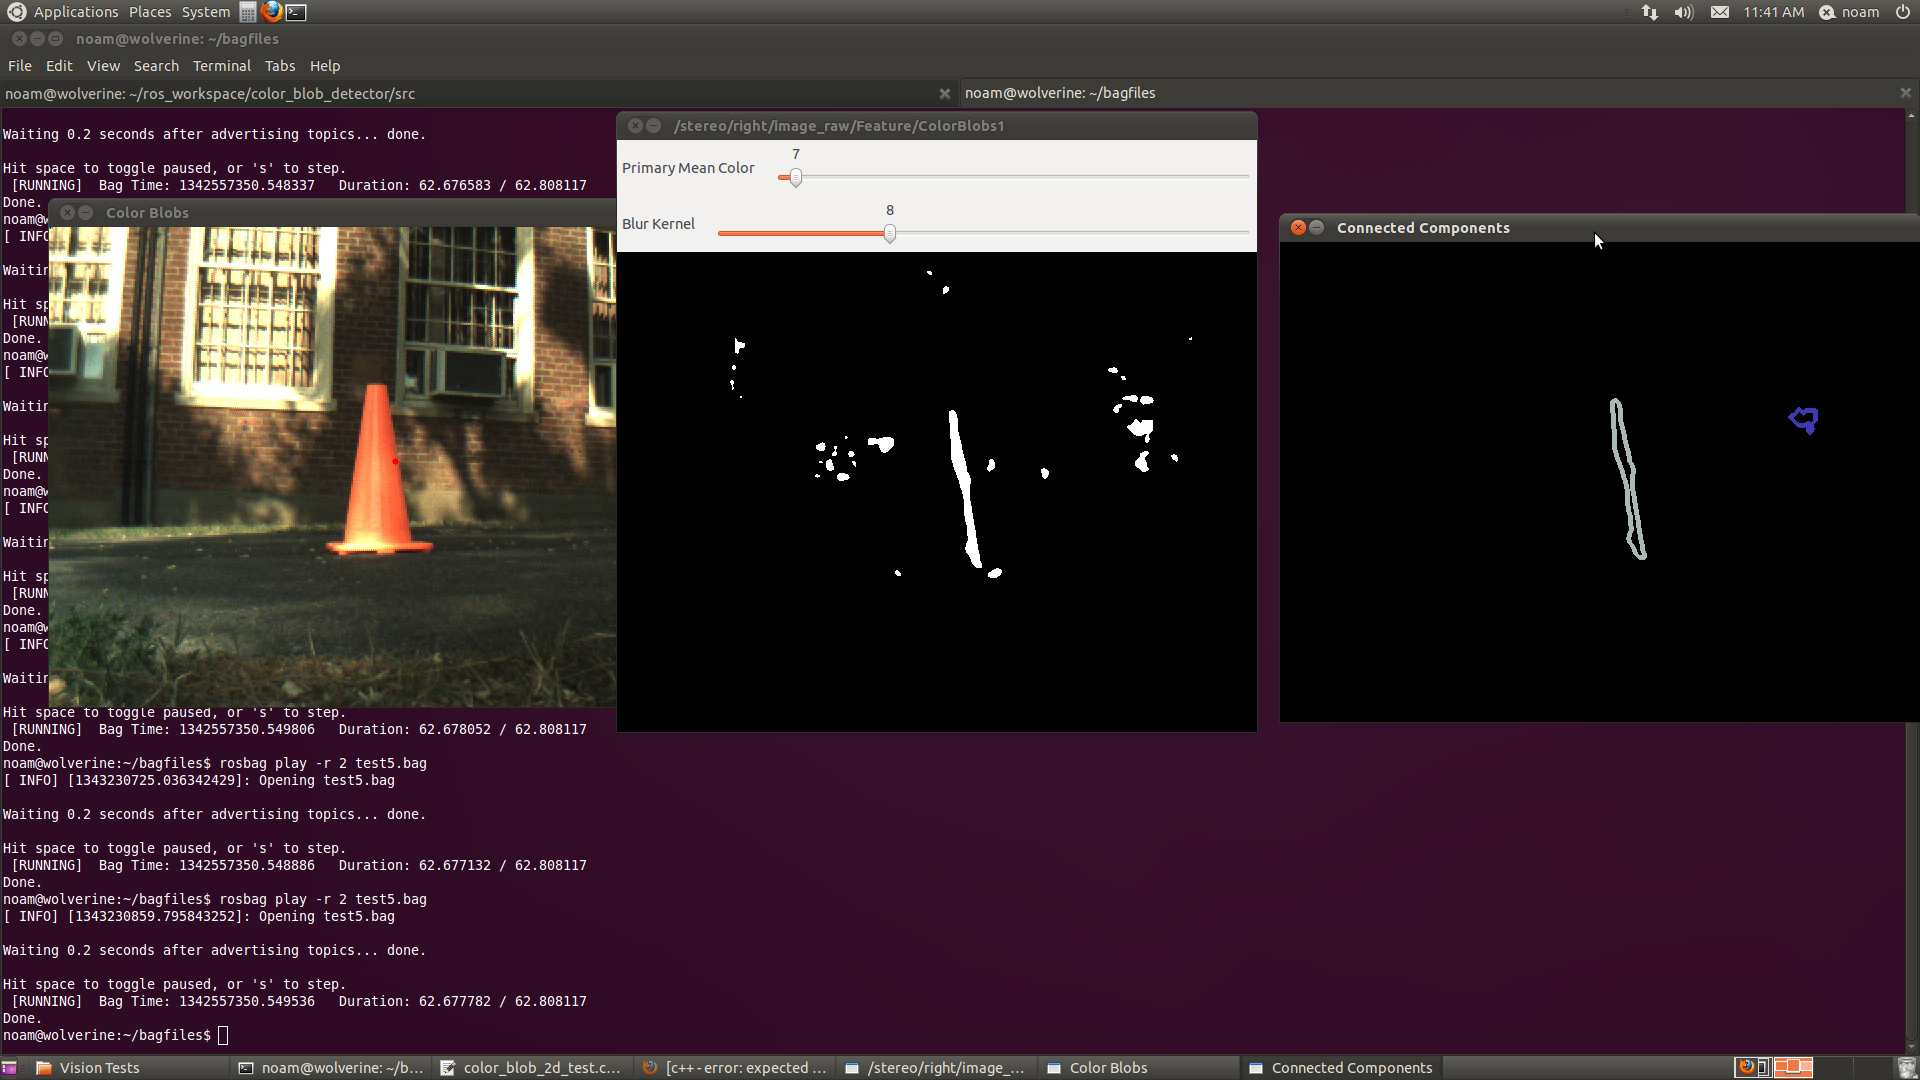 Applications Places System
11:41 AM noam
noam@wolverine: ~/bagfiles
File Edit View Search Terminal Tabs Help
noam@wolverine: ~/ros_workspace/color_blob_detector/src
noam@wolverine: ~/bagfiles
Waiting 0.2 seconds after advertising topics... done.
Hit space to toggle paused, or 's' to step.
[RUNNING] Bag Time: 1342557350.548337 Duration: 62.676583 / 62.808117
Done.
noam@w
[ INFO
Waitin
Hit sp
[RUNN
Done.
noam@w
[ INFO
Waitin
Hit sp
[RUNN
Done.
noam@w
[ INFO
Waitin
Hit sp
[RUNN
Done.
noam@w
[ INFO
Waitin
Hit space to toggle paused, or 's' to step.
[RUNNING] Bag Time: 1342557350.549806 Duration: 62.678052 / 62.808117
Done.
noam@wolverine:~/bagfiles$ rosbag play -r 2 test5.bag
[ INFO] [1343230725.036342429]: Opening test5.bag
Waiting 0.2 seconds after advertising topics... done.
Hit space to toggle paused, or 's' to step.
[RUNNING] Bag Time: 1342557350.548886 Duration: 62.677132 / 62.808117
Done.
noam@wolverine:~/bagfiles$ rosbag play -r 2 test5.bag
[ INFO] [1343230859.795843252]: Opening test5.bag
Waiting 0.2 seconds after advertising topics... done.
Hit space to toggle paused, or 's' to step.
[RUNNING] Bag Time: 1342557350.549536 Duration: 62.677782 / 62.808117
Done.
noam@wolverine:~/bagfiles$
Color Blobs
/stereo/right/image_raw/Feature/ColorBlobs1
7
Primary Mean Color
8
Blur Kernel
Connected Components
Vision Tests
noam@wolverine: ~/b...
color_blob_2d_test.c...
[c++ - error: expected ...
/stereo/right/image_...
Color Blobs
Connected Components